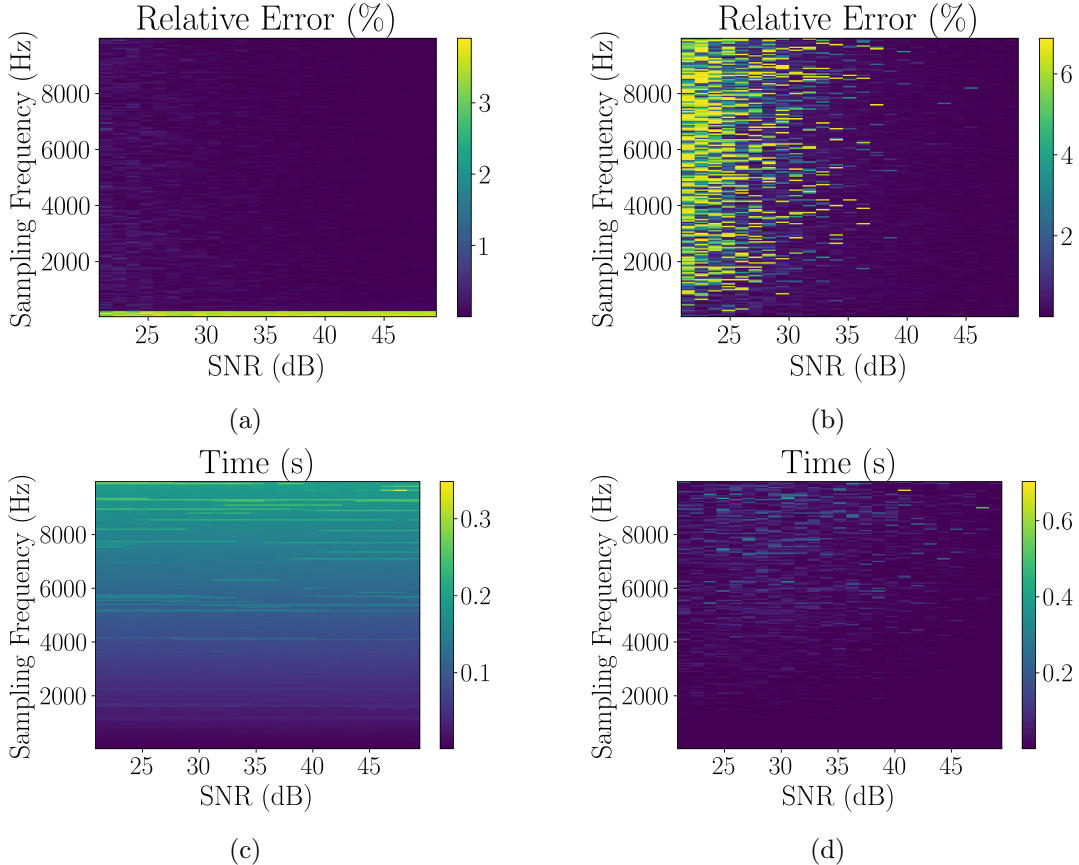 Relative Error (%)
Sampling Frequency (Hz)
8000
6000
4000
2000
25 30 35 40 45
SNR (dB)
3
2
1
(a)
Relative Error (%)
Sampling Frequency (Hz)
8000
6000
4000
2000
25 30 35 40 45
SNR (dB)
6
4
2
(b)
Time (s)
Sampling Frequency (Hz)
8000
6000
4000
2000
25 30 35 40 45
SNR (dB)
0.3
0.2
0.1
(c)
Time (s)
Sampling Frequency (Hz)
8000
6000
4000
2000
25 30 35 40 45
SNR (dB)
0.6
0.4
0.2
(d)